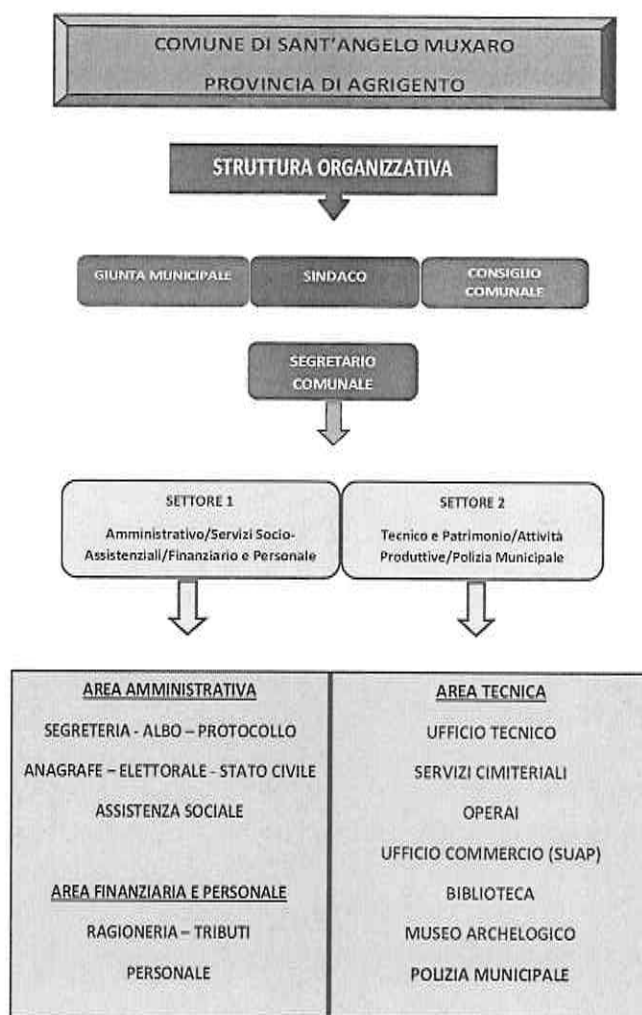 COMUNE DI SANT'ANGELO MUXARO
PROVINCIA DI AGRIGENTO
STRUTTURA ORGANIZZATIVA
GIUNTA MUNICIPALE
SINDACO
CONSIGLIO
COMUNALE
SEGRETARIO
COMUNALE
SETTORE 1
Amministrativo/Servizi Socio-
Assistenziali/Finanziario e Personale
SETTORE 2
Tecnico e Patrimonio/Attività
Produttive/Polizia Municipale
AREA AMMINISTRATIVA
SEGRETERIA - ALBO – PROTOCOLLO
ANAGRAFE – ELETTORALE - STATO CIVILE
ASSISTENZA SOCIALE
AREA FINANZIARIA E PERSONALE
RAGIONERIA – TRIBUTI
PERSONALE
AREA TECNICA
UFFICIO TECNICO
SERVIZI CIMITERIALI
OPERAI
UFFICIO COMMERCIO (SUAP)
BIBLIOTECA
MUSEO ARCHELOGICO
POLIZIA MUNICIPALE